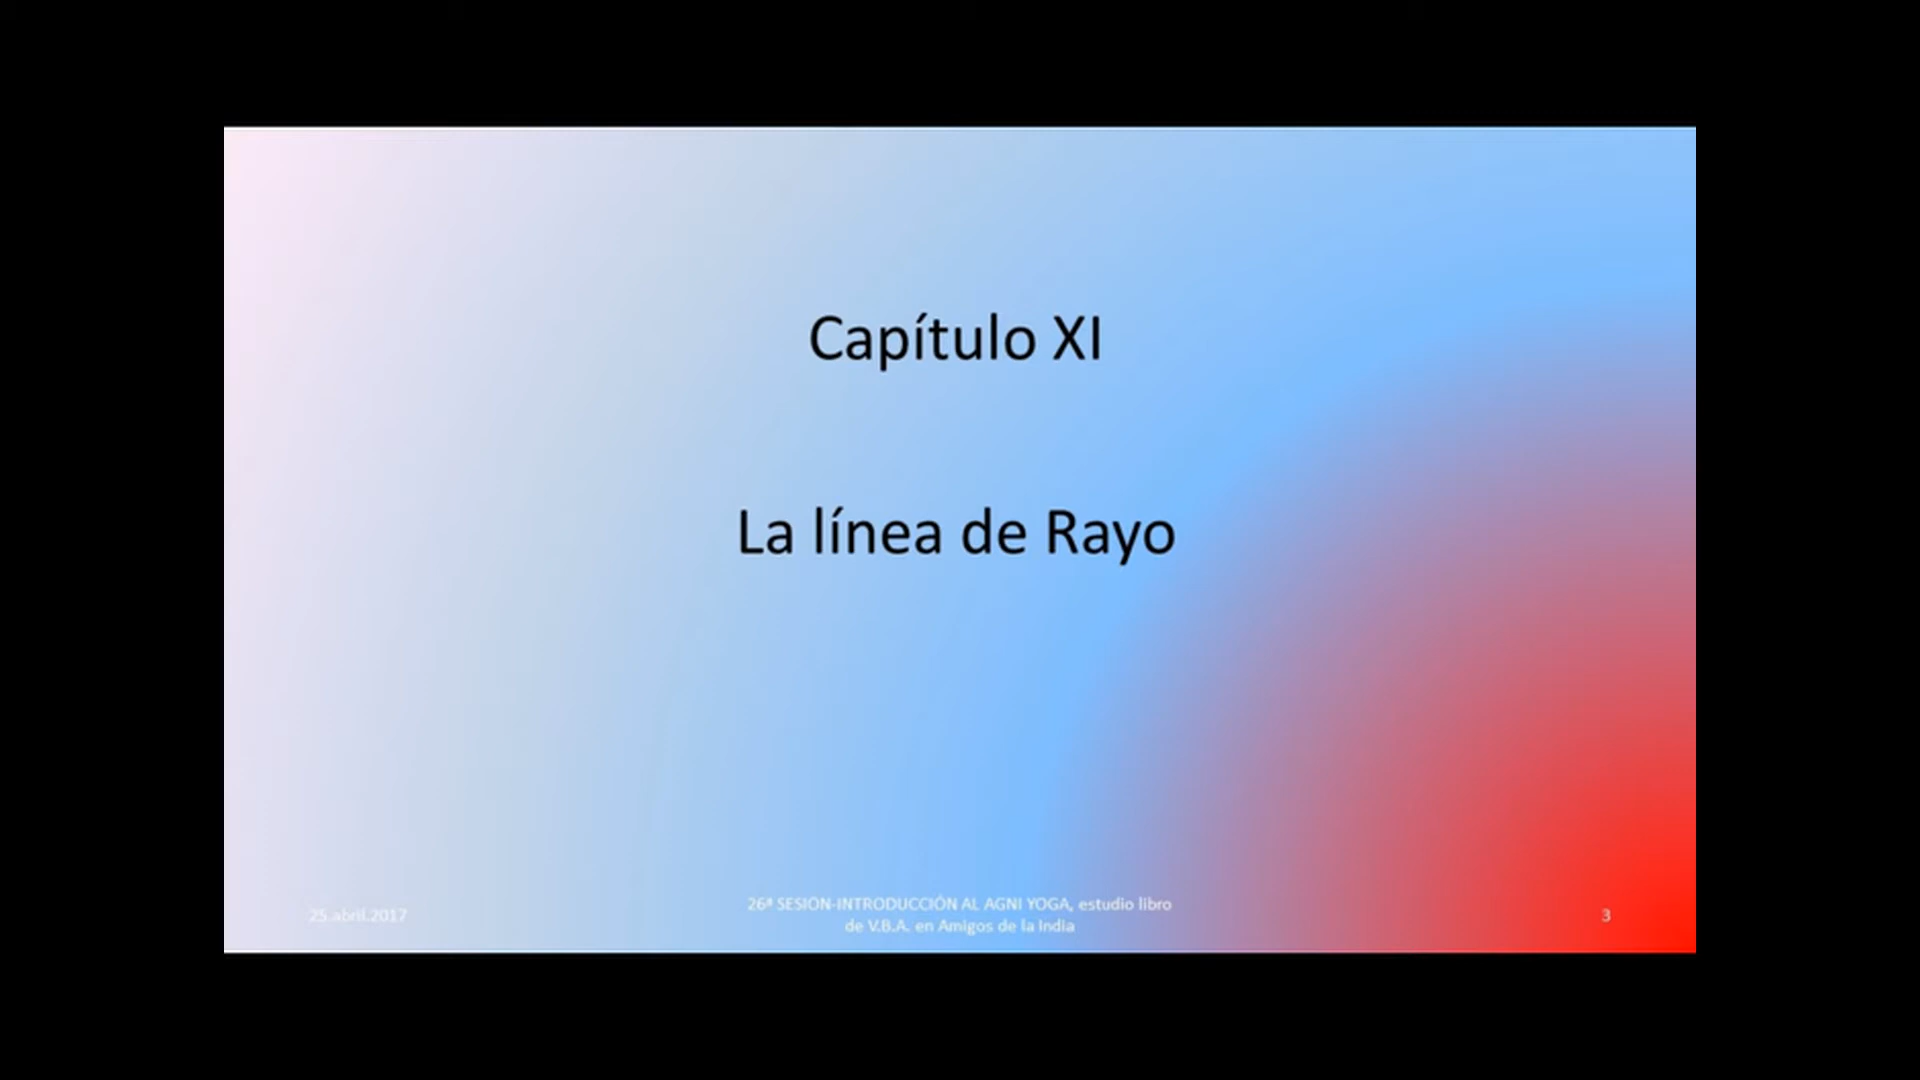 Capítulo XI
La línea de Rayo
25.abril.2017
26ª SESION-INTRODUCCIÓN AL AGNI YOGA, estudio libro
de V.B.A. en Amigos de la India
3